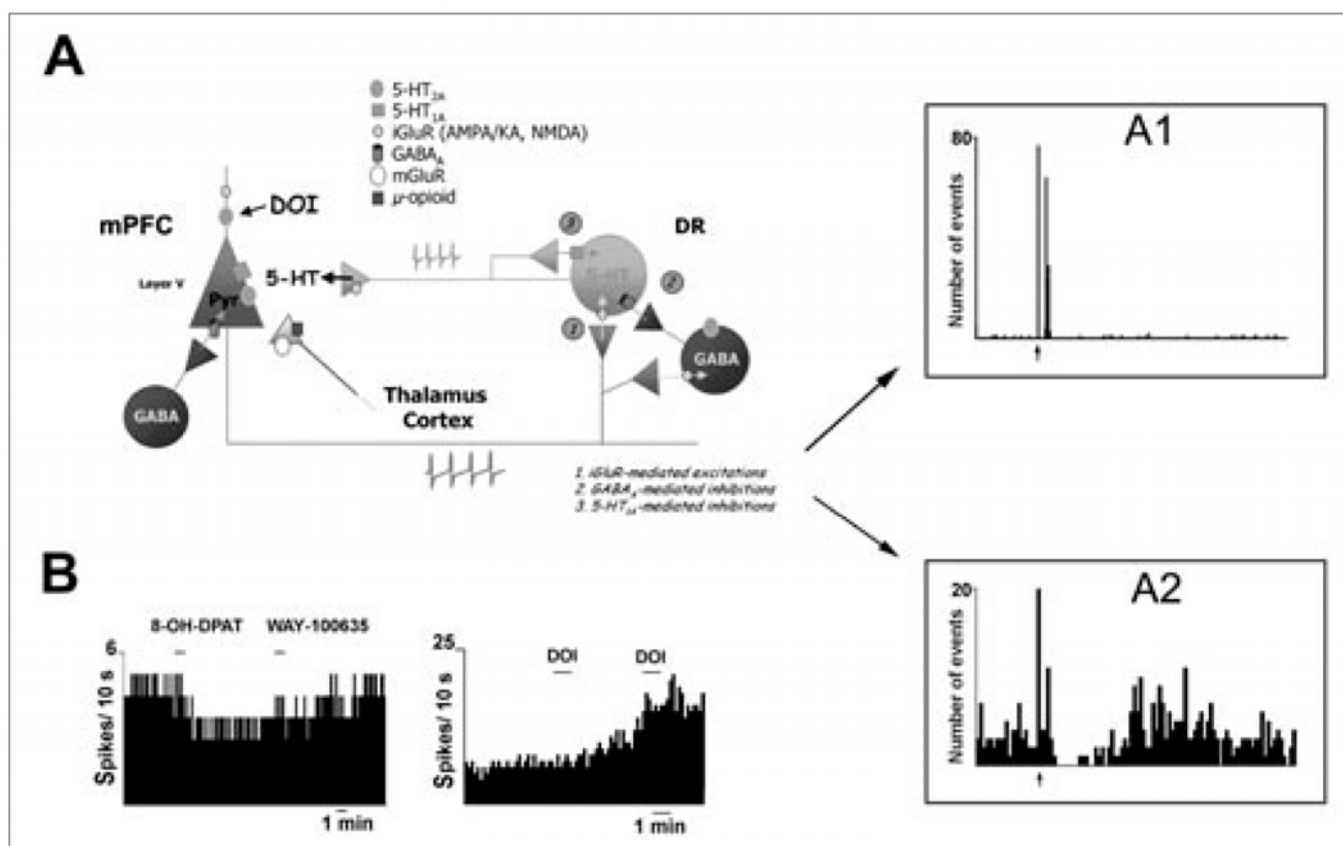 A
5-HT2A
5-HT1A
iGluR (AMPA/KA, NMDA)
GABAA
mGluR
μ-opioid
mPFC
DOI
DR
Layer V
Pyr
5-HT
5-HT
3
2
1
GABA
GABA
Thalamus
Cortex
1. iGluR-mediated excitations
2. GABAA-mediated inhibitions
3. 5-HT1A-mediated inhibitions
A1
80
Number of events
A2
20
Number of events
B
8-OH-DPAT WAY-100635
6
Spikes/ 10 s
1 min
25
DOI DOI
Spikes/ 10 s
1 min